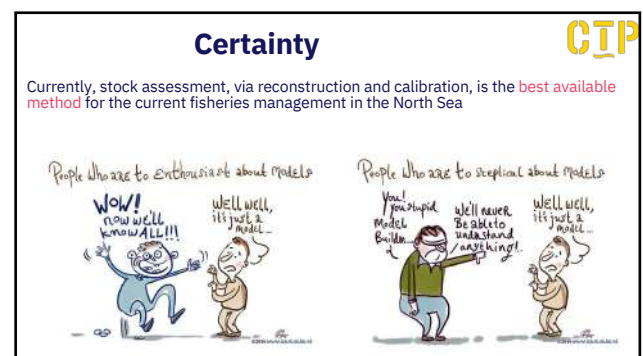 Certainty
CTP
Currently, stock assessment, via reconstruction and calibration, is the best available
method for the current fisheries management in the North Sea
People Who are to Enthousiast about Models
WOW!
now we'll
know ALL!!!
Well well,
it's just a
model...
People Who are to sceptical about Models
You!
you stupid
Model
Builder...
We'll never
Be able to
understand
anything!.
Well well,
it's just a
model...